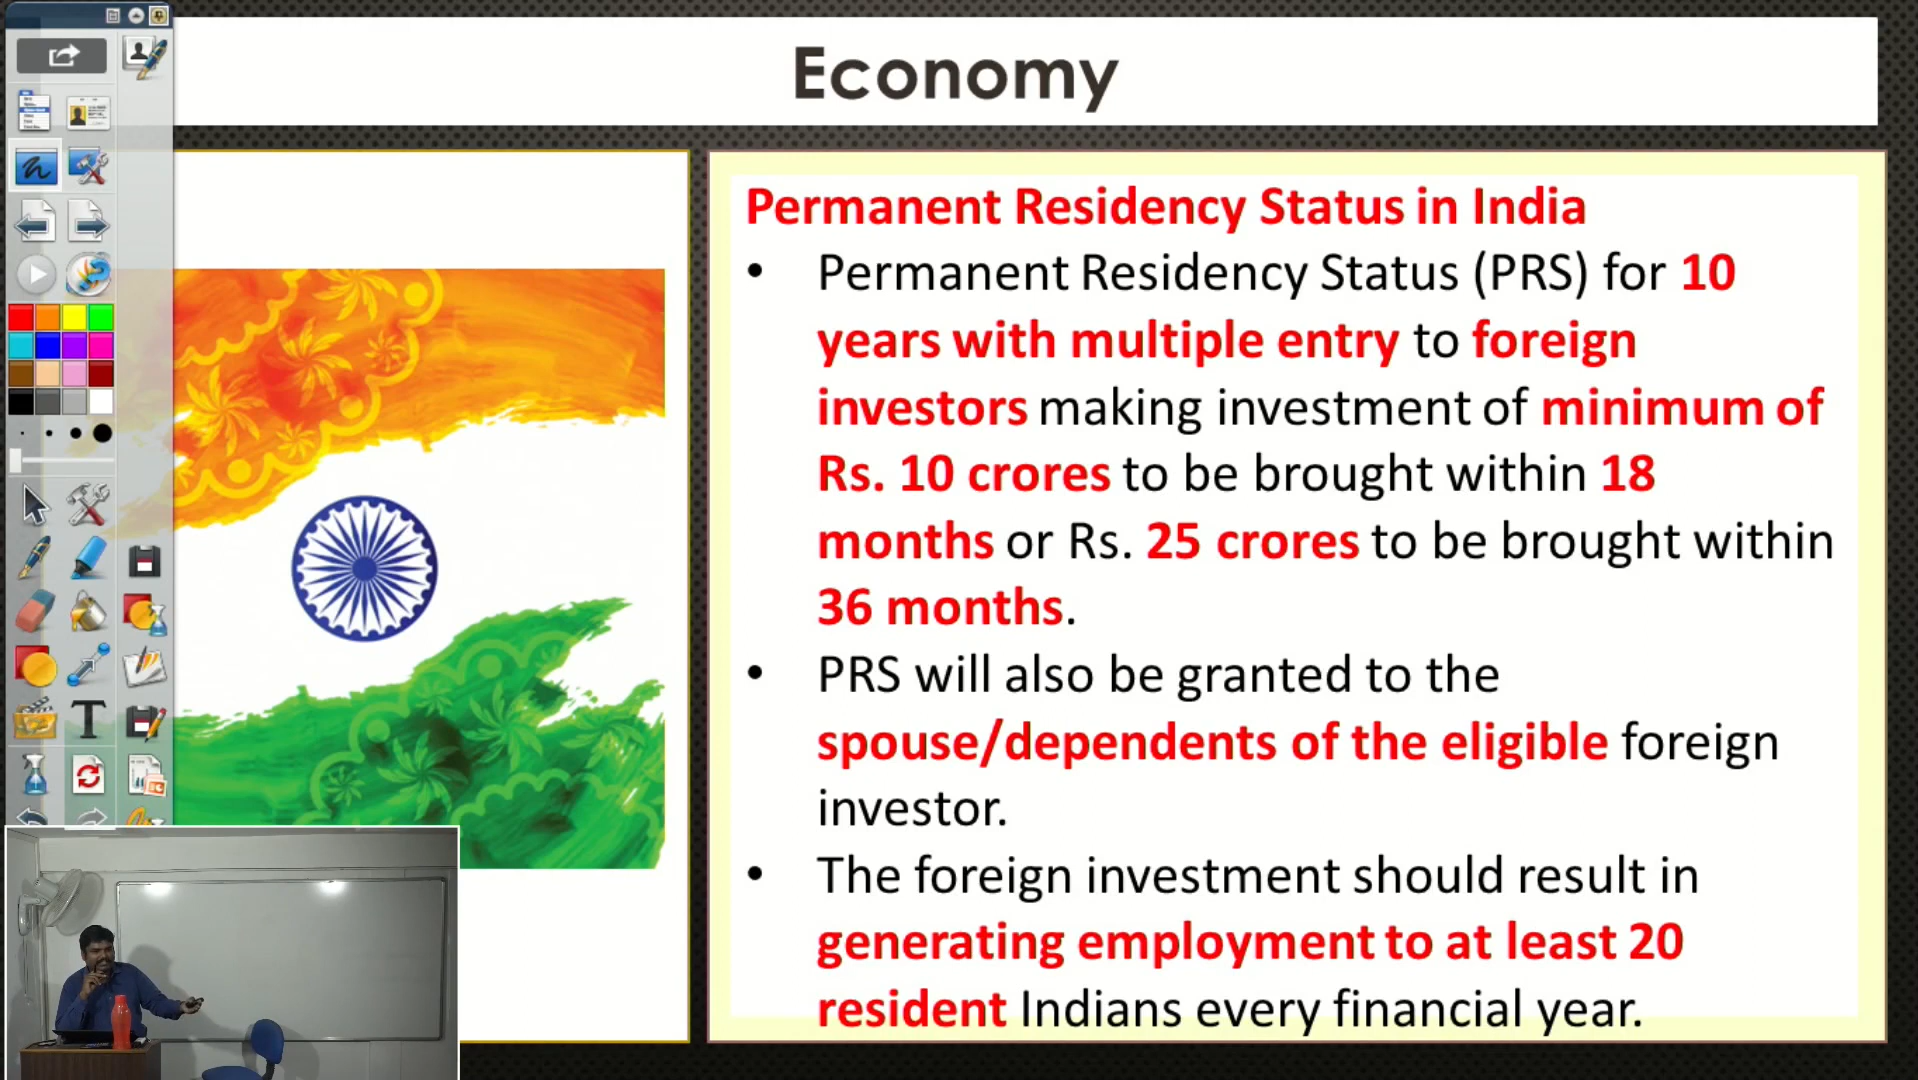 Economy
Permanent Residency Status in India
• Permanent Residency Status (PRS) for 10
years with multiple entry to foreign
investors making investment of minimum of
Rs. 10 crores to be brought within 18
months or Rs. 25 crores to be brought within
36 months.
• PRS will also be granted to the
spouse/dependents of the eligible foreign
investor.
• The foreign investment should result in
generating employment to at least 20
resident Indians every financial year.